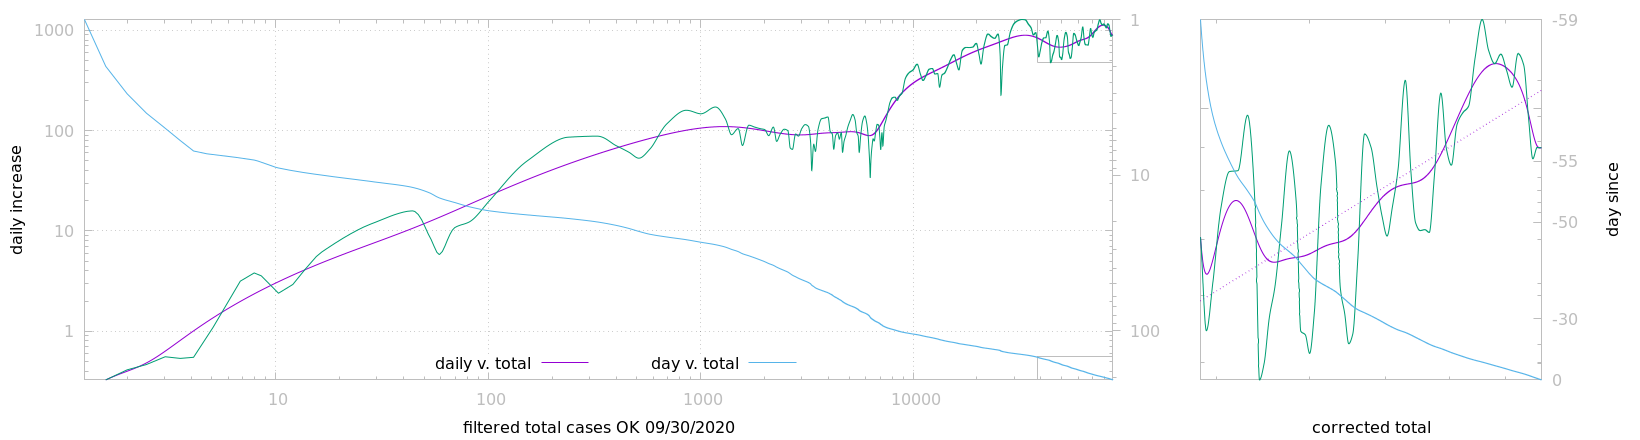 1000
100
10
1
daily increase
10
100
1000
10000
1
10
100
daily v. total
day v. total
filtered total cases OK 09/30/2020
-59
-55
-50
-30
0
day since
corrected total